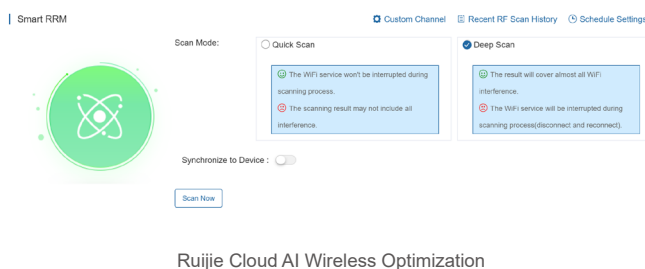 Smart RRM
Custom Channel
Recent RF Scan History
Schedule Settings
Scan Mode:
Quick Scan
The WiFi service won't be interrupted during
scanning process.
The scanning result may not include all
interference.
Deep Scan
The result will cover almost all WiFi
interference.
The WiFi service will be interrupted during
scanning process(disconnect and reconnect).
Synchronize to Device :
Scan Now
Ruijie Cloud AI Wireless Optimization